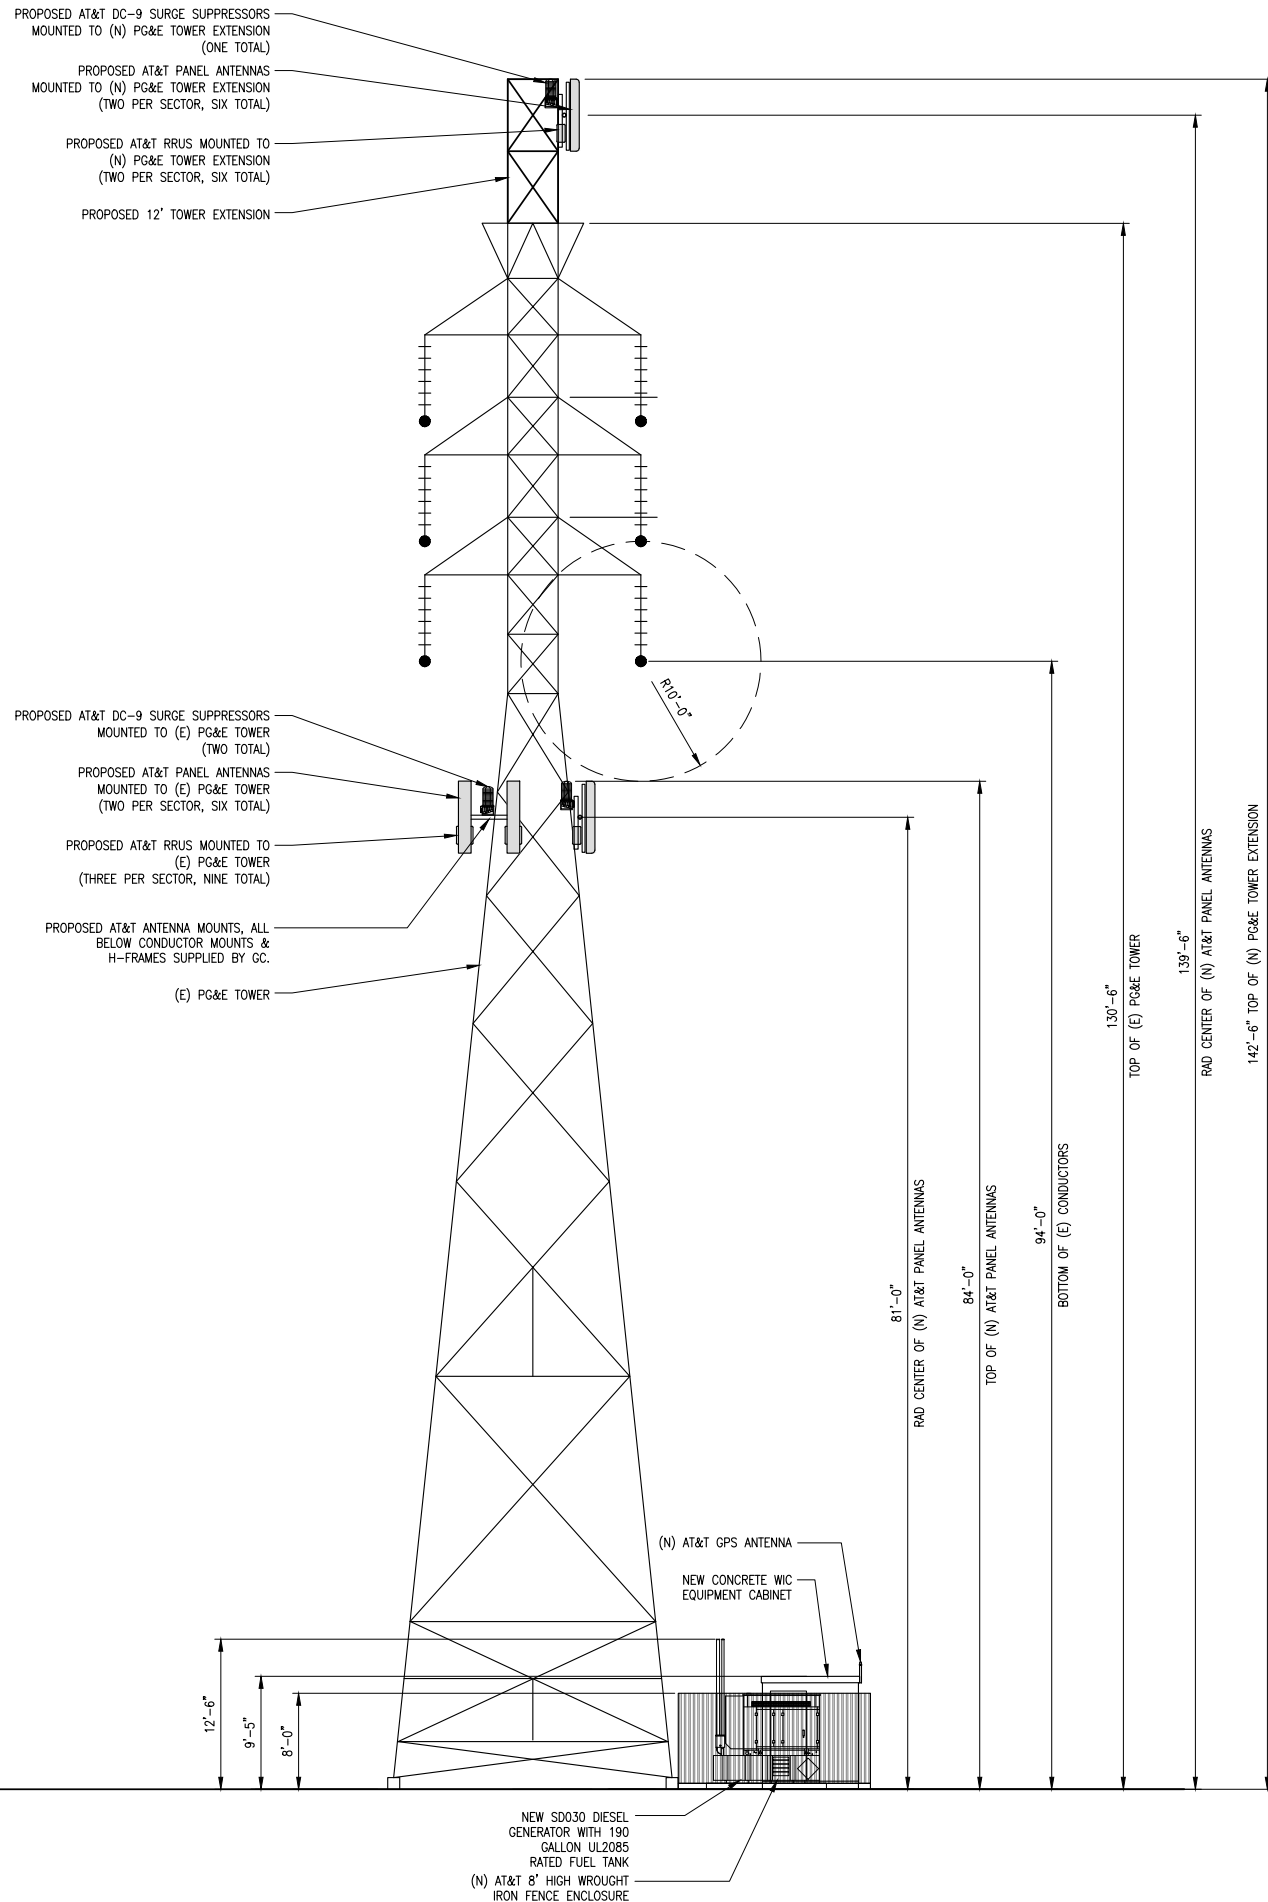 PROPOSED AT&T DC-9 SURGE SUPPRESSORS
MOUNTED TO (N) PG&E TOWER EXTENSION
(ONE TOTAL)
PROPOSED AT&T PANEL ANTENNAS
MOUNTED TO (N) PG&E TOWER EXTENSION
(TWO PER SECTOR, SIX TOTAL)
PROPOSED AT&T RRUS MOUNTED TO
(N) PG&E TOWER EXTENSION
(TWO PER SECTOR, SIX TOTAL)
PROPOSED 12' TOWER EXTENSION
R10'-0"
PROPOSED AT&T DC-9 SURGE SUPPRESSORS
MOUNTED TO (E) PG&E TOWER
(TWO TOTAL)
PROPOSED AT&T PANEL ANTENNAS
MOUNTED TO (E) PG&E TOWER
(TWO PER SECTOR, SIX TOTAL)
PROPOSED AT&T RRUS MOUNTED TO
(E) PG&E TOWER
(THREE PER SECTOR, NINE TOTAL)
PROPOSED AT&T ANTENNA MOUNTS, ALL
BELOW CONDUCTOR MOUNTS &
H-FRAMES SUPPLIED BY GC.
(E) PG&E TOWER
81'-0"
RAD CENTER OF (N) AT&T PANEL ANTENNAS
84'-0"
TOP OF (N) AT&T PANEL ANTENNAS
94'-0"
BOTTOM OF (E) CONDUCTORS
130'-6"
TOP OF (E) PG&E TOWER
139'-6"
RAD CENTER OF (N) AT&T PANEL ANTENNAS
142'-6" TOP OF (N) PG&E TOWER EXTENSION
(N) AT&T GPS ANTENNA
NEW CONCRETE WIC
EQUIPMENT CABINET
12'-6"
9'-5"
8'-0"
NEW SD030 DIESEL
GENERATOR WITH 190
GALLON UL2085
RATED FUEL TANK
(N) AT&T 8' HIGH WROUGHT
IRON FENCE ENCLOSURE